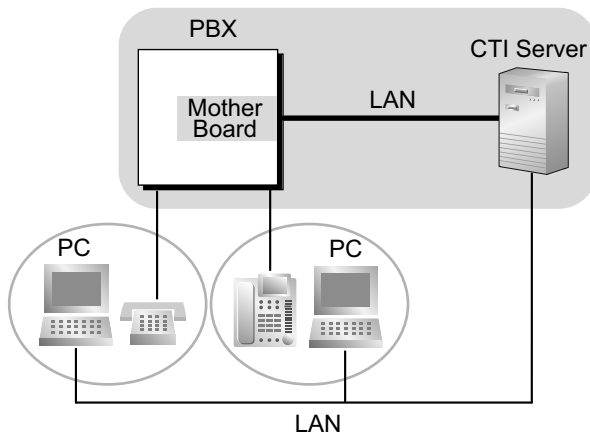 PBX
CTI Server
Mother
Board
LAN
PC
PC
LAN